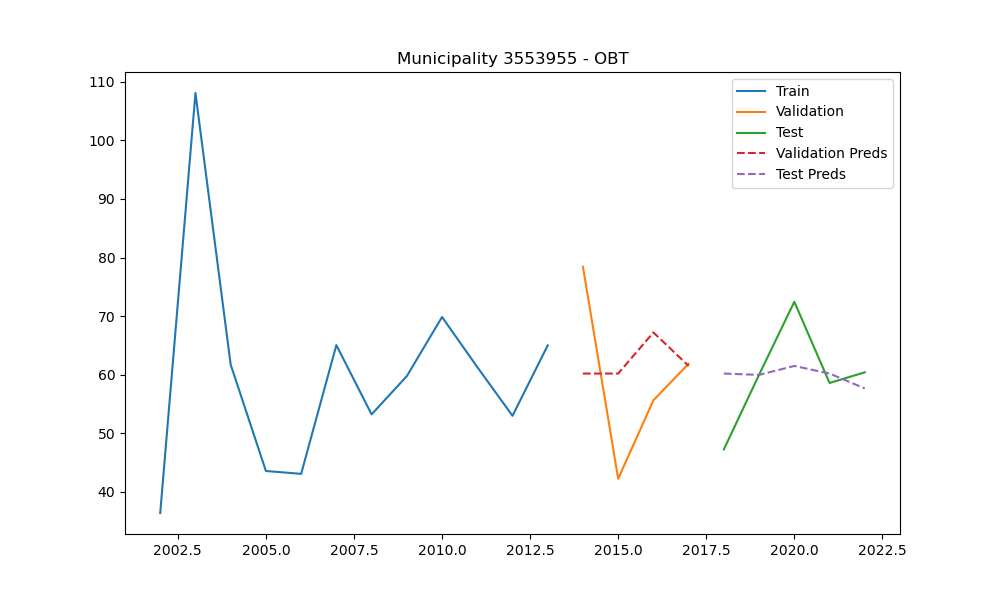 Municipality 3553955 - OBT
110
100
90
80
70
60
50
40
2002.5
2005.0
2007.5
2010.0
2012.5
2015.0
2017.5
2020.0
2022.5
Train
Validation
Test
Validation Preds
Test Preds